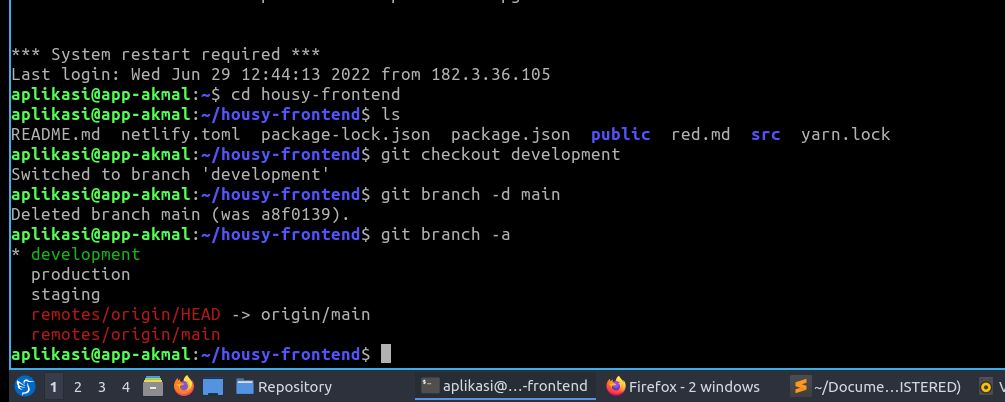 *** System restart required ***
Last login: Wed Jun 29 12:44:13 2022 from 182.3.36.105
aplikasi@app-akmal:~$ cd housy-frontend
aplikasi@app-akmal:~/housy-frontend$ ls
README.md  netlify.toml  package-lock.json  package.json  public  red.md  src  yarn.lock
aplikasi@app-akmal:~/housy-frontend$ git checkout development
Switched to branch 'development'
aplikasi@app-akmal:~/housy-frontend$ git branch -d main
Deleted branch main (was a8f0139).
aplikasi@app-akmal:~/housy-frontend$ git branch -a
* development
  production
  staging
  remotes/origin/HEAD -> origin/main
  remotes/origin/main
aplikasi@app-akmal:~/housy-frontend$
1 2 3 4 Repository aplikasi@...-frontend Firefox - 2 windows ~/Docume...ISTERED) V